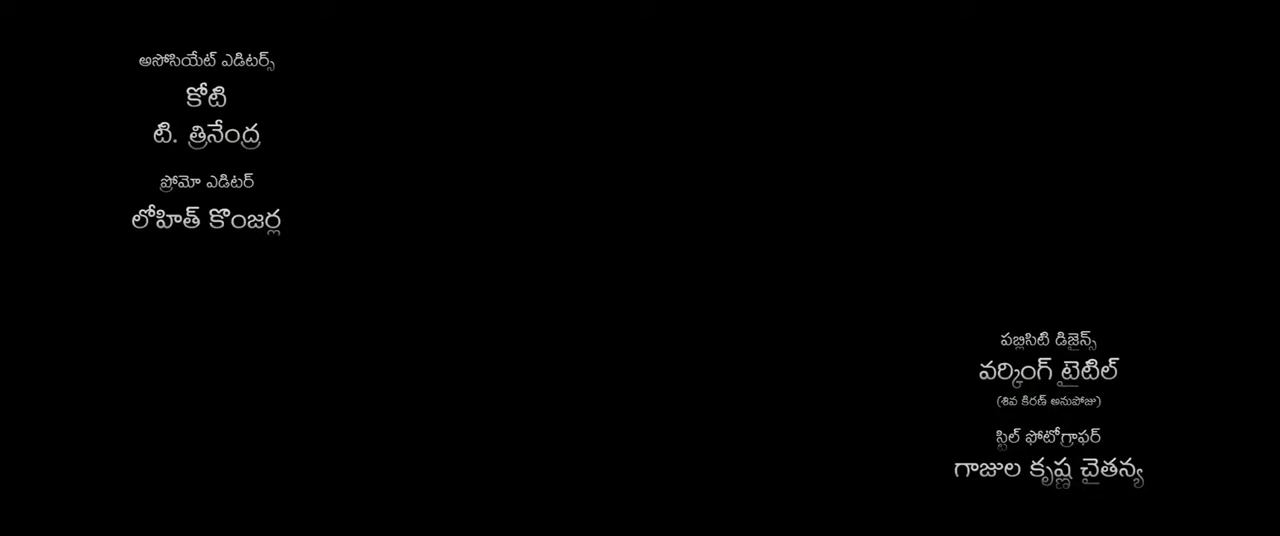 అసోసియేట్ ఎడిటర్స్
కోటి
టి. త్రినేంద్ర
ప్రోమో ఎడిటర్
లోహిత్ కొంజర్ల
పబ్లిసిటి డిజైన్స్
వర్కింగ్ టైటిల్
(శివ కిరణ్ అనుపోజు)
స్టిల్ ఫోటోగ్రాఫర్
గాజుల కృష్ణ చైతన్య